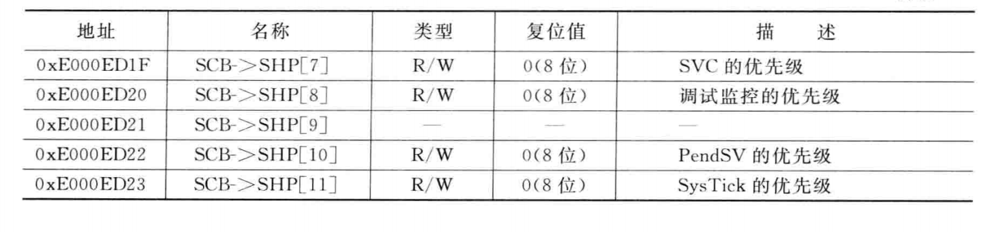 地址 名称 类型 复位值 描 述
0xE000ED1F SCB->SHP[7] R/W 0(8 位) SVC 的优先级
0xE000ED20 SCB->SHP[8] R/W 0(8 位) 调试监控的优先级
0xE000ED21 SCB->SHP[9] — — —
0xE000ED22 SCB->SHP[10] R/W 0(8 位) PendSV 的优先级
0xE000ED23 SCB->SHP[11] R/W 0(8 位) SysTick 的优先级